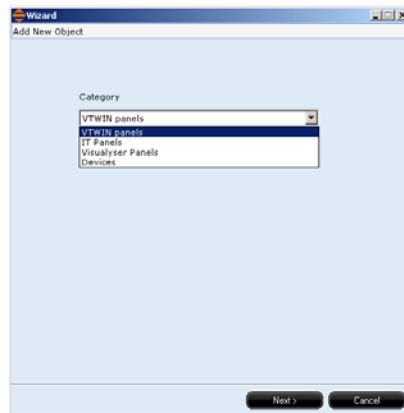 Wizard
Add New Object
Category
VTWIN panels
VTWIN panels
IT Panels
Visualyser Panels
Devices
Next >
Cancel